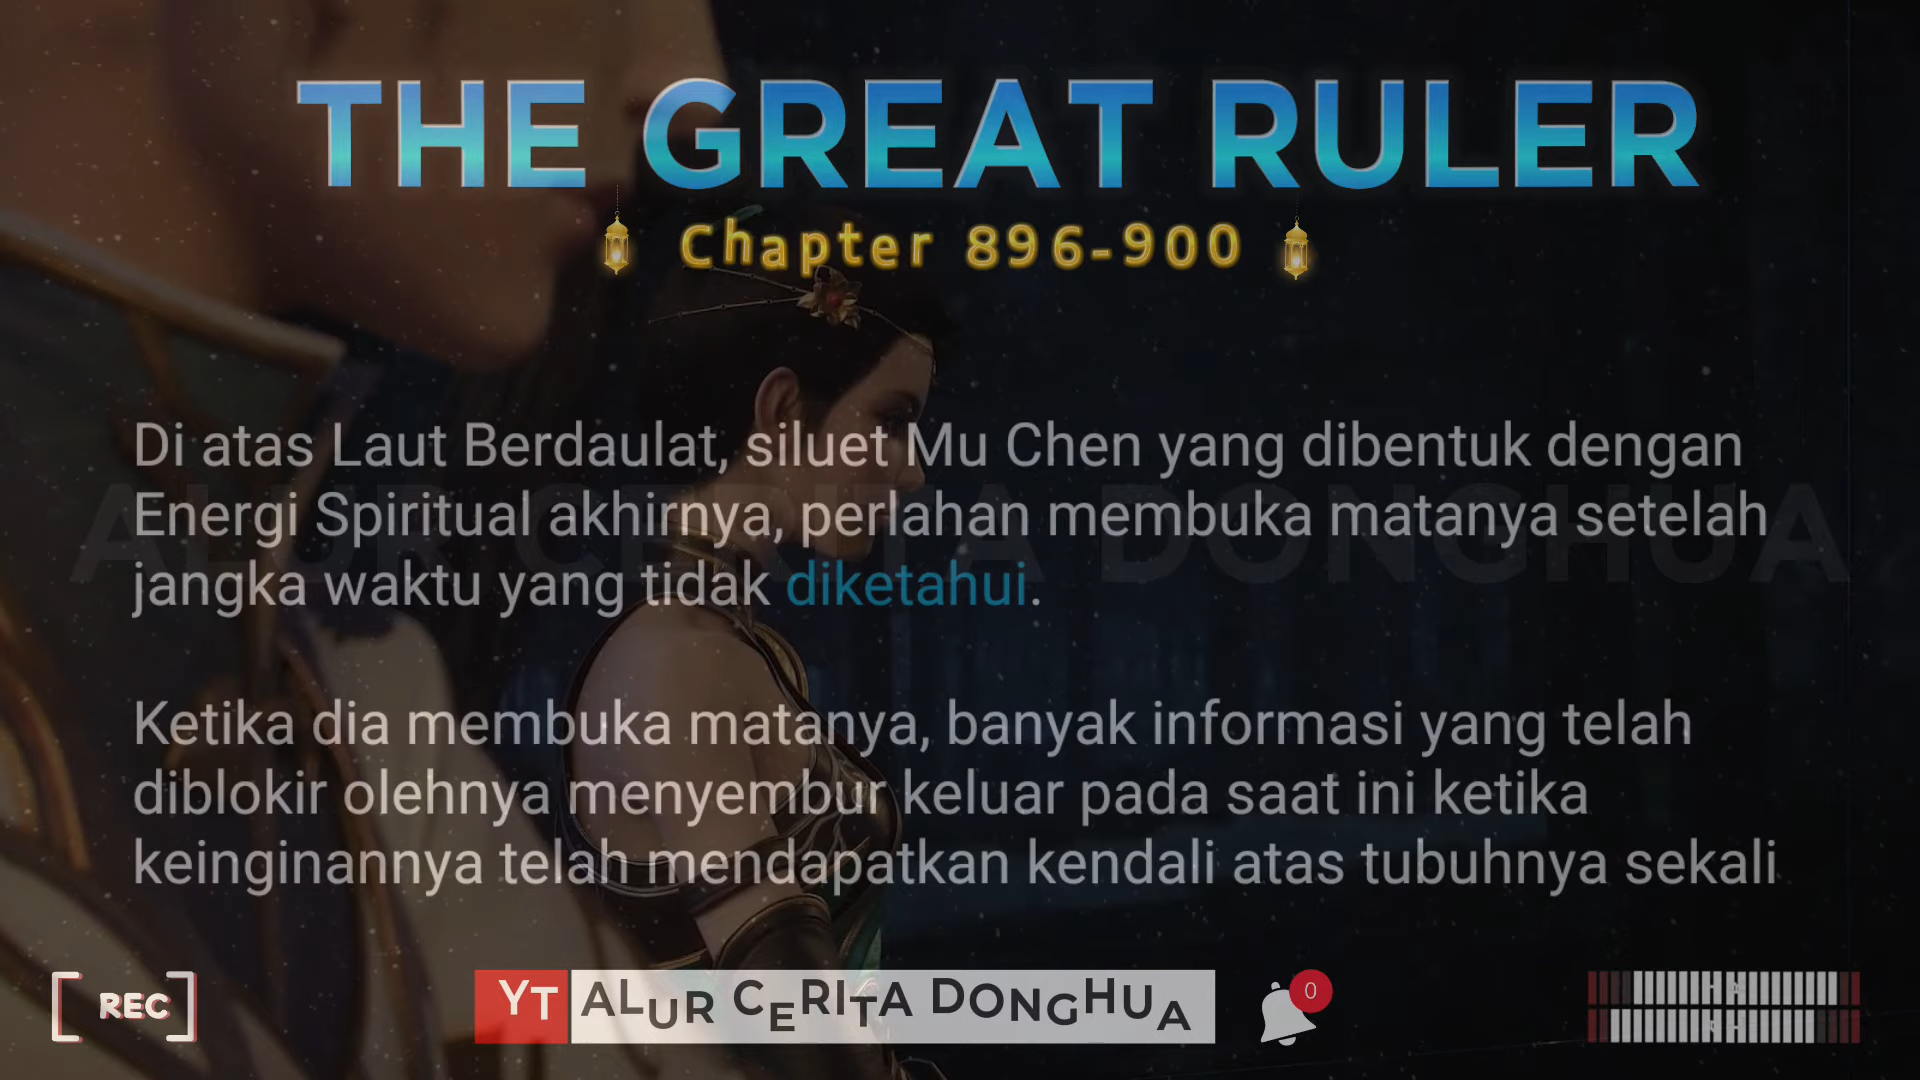 THE GREAT RULER
Chapter 896-900
Di atas Laut Berdaulat, siluet Mu Chen yang dibentuk dengan
Energi Spiritual akhirnya, perlahan membuka matanya setelah
ALUR CERITA DONGHUA
jangka waktu yang tidak diketahui.
Ketika dia membuka matanya, banyak informasi yang telah
diblokir olehnya menyembur keluar pada saat ini ketika
keinginannya telah mendapatkan kendali atas tubuhnya sekali
REC
YT ALUR CERITA DONGHUA
0